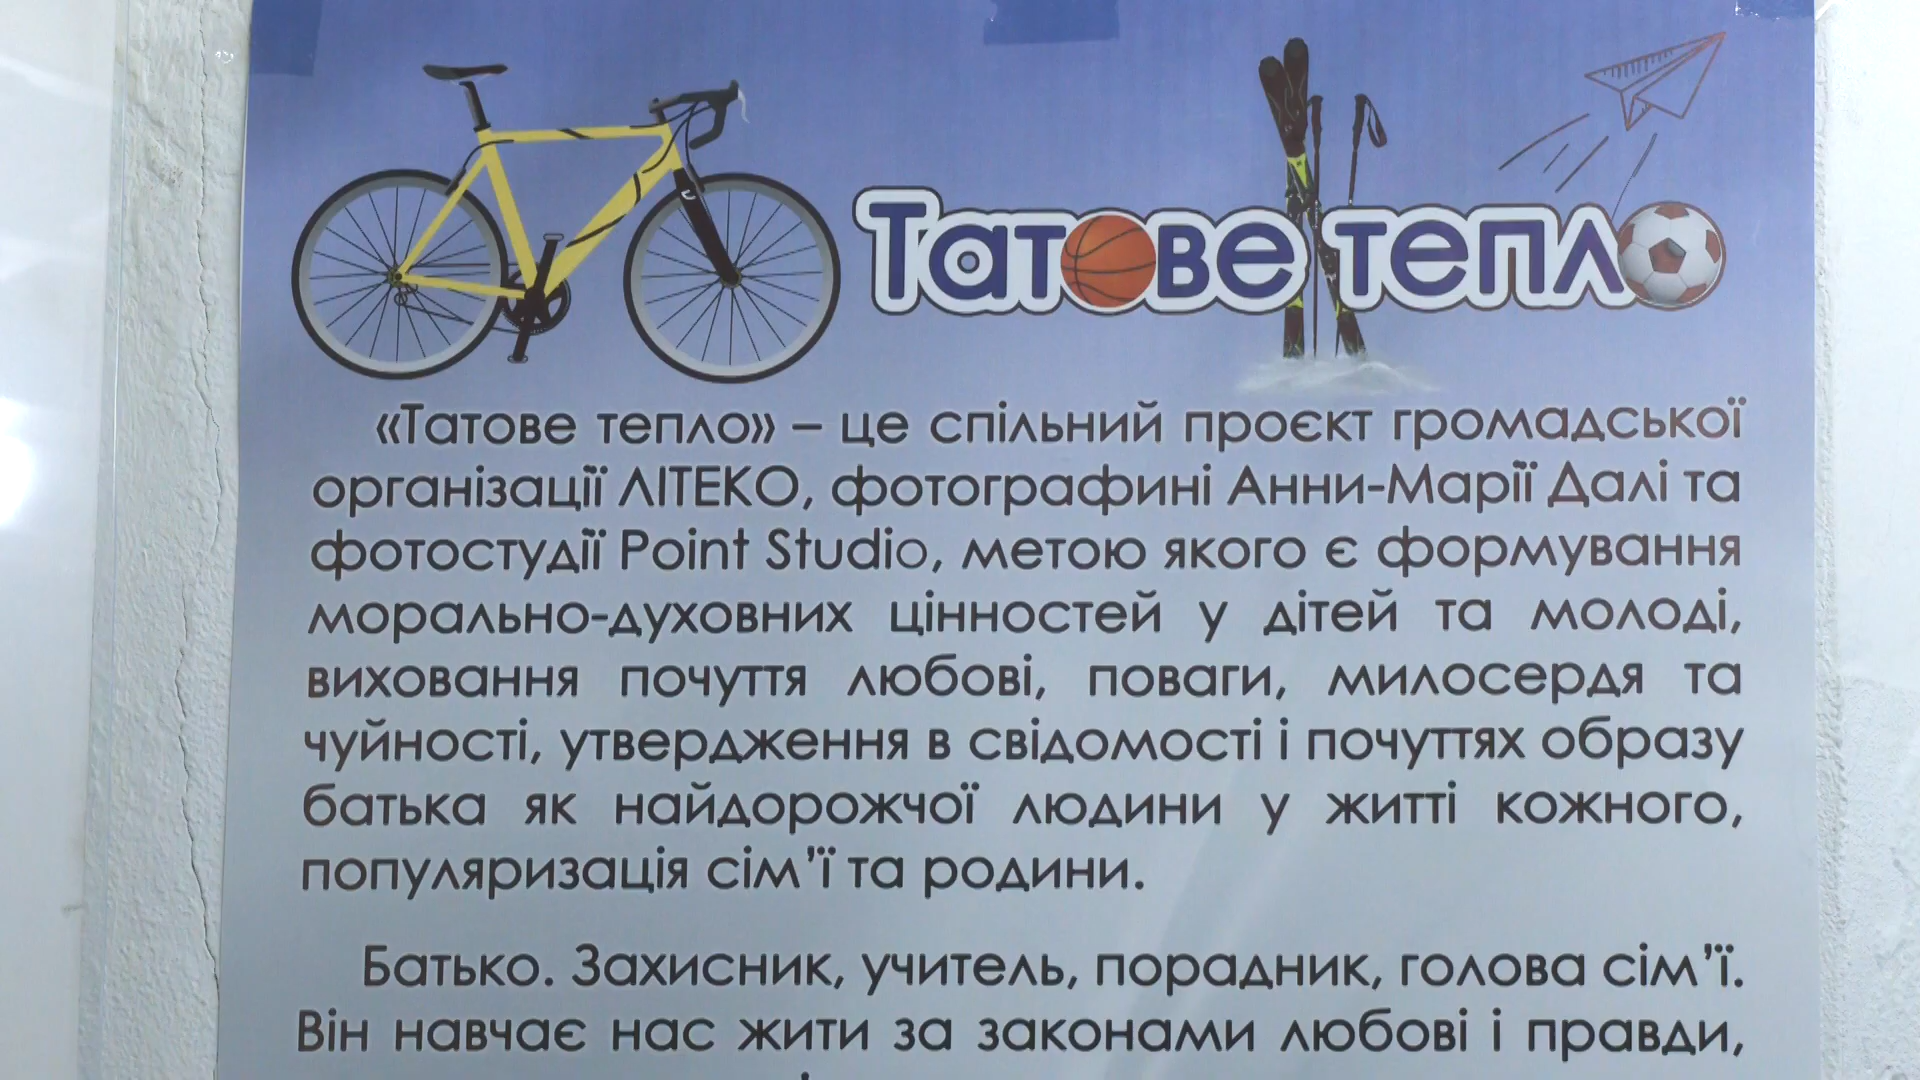 Татове тепло
«Татове тепло» – це спільний проєкт громадської
організації ЛІТЕКО, фотографині Анни-Марії Далі та
фотостудії Point Studio, метою якого є формування
морально-духовних цінностей у дітей та молоді,
виховання почуття любові, поваги, милосердя та
чуйності, утвердження в свідомості і почуттях образу
батька як найдорожчої людини у житті кожного,
популяризація сім’ї та родини.
Батько. Захисник, учитель, порадник, голова сім’ї.
Він навчає нас жити за законами любові і правди,